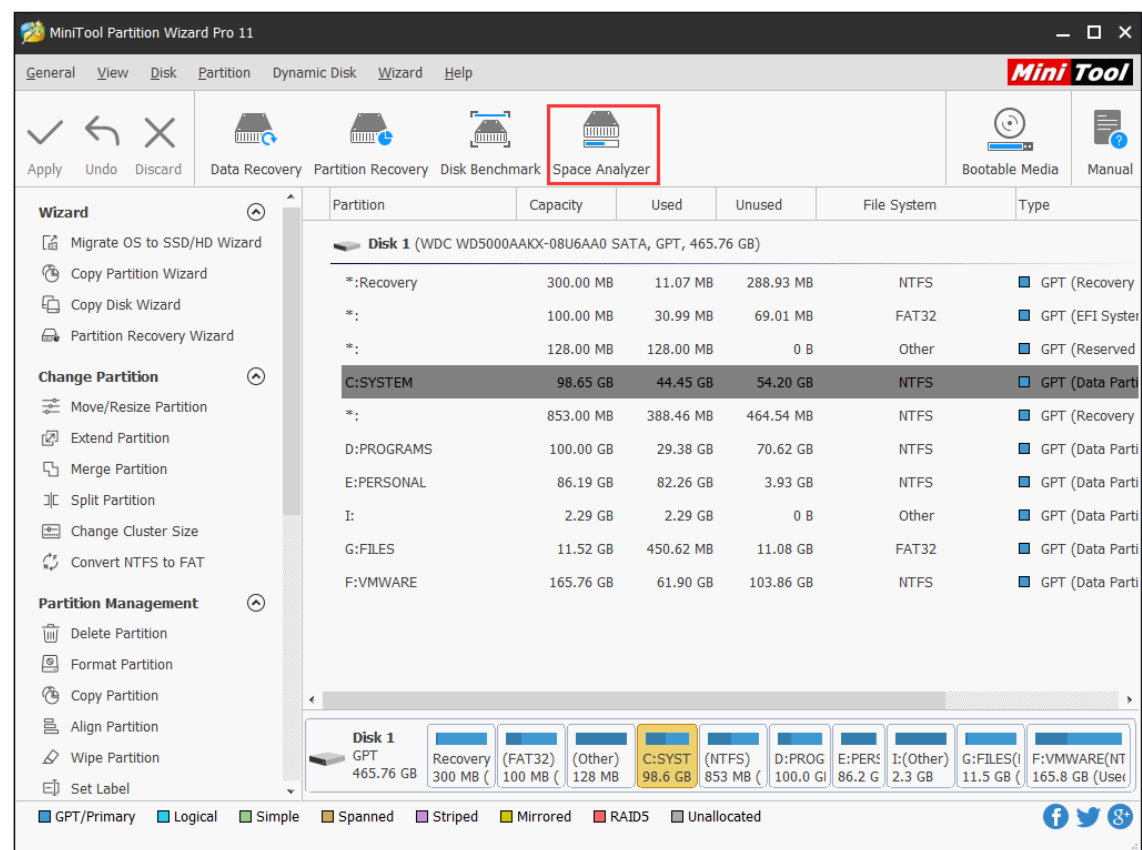 MiniTool Partition Wizard Pro 11
General View Disk Partition Dynamic Disk Wizard Help
Mini Tool
Apply Undo Discard Data Recovery Partition Recovery Disk Benchmark Space Analyzer Bootable Media Manual
Wizard
Migrate OS to SSD/HD Wizard
Copy Partition Wizard
Copy Disk Wizard
Partition Recovery Wizard
Change Partition
Move/Resize Partition
Extend Partition
Merge Partition
Split Partition
Change Cluster Size
Convert NTFS to FAT
Partition Management
Delete Partition
Format Partition
Copy Partition
Align Partition
Wipe Partition
Set Label
Partition Capacity Used Unused File System Type
Disk 1 (WDC WD5000AAKX-08U6AA0 SATA, GPT, 465.76 GB)
*:Recovery 300.00 MB 11.07 MB 288.93 MB NTFS GPT (Recovery
*: 100.00 MB 30.99 MB 69.01 MB FAT32 GPT (EFI System
*: 128.00 MB 128.00 MB 0 B Other GPT (Reserved
C:SYSTEM 98.65 GB 44.45 GB 54.20 GB NTFS GPT (Data Parti
*: 853.00 MB 388.46 MB 464.54 MB NTFS GPT (Recovery
D:PROGRAMS 100.00 GB 29.38 GB 70.62 GB NTFS GPT (Data Parti
E:PERSONAL 86.19 GB 82.26 GB 3.93 GB NTFS GPT (Data Parti
I: 2.29 GB 2.29 GB 0 B Other GPT (Data Parti
G:FILES 11.52 GB 450.62 MB 11.08 GB FAT32 GPT (Data Parti
F:VMWARE 165.76 GB 61.90 GB 103.86 GB NTFS GPT (Data Parti
Disk 1
GPT
465.76 GB
Recovery (FAT32) (Other) C:SYST (NTFS) D:PROG E:PERS I:(Other) G:FILES( F:VMWARE(NT
300 MB ( 100 MB ( 128 MB 98.6 GB 853 MB ( 100.0 G 86.2 G 2.3 GB 11.5 GB ( 165.8 GB (Used
GPT/Primary Logical Simple Spanned Striped Mirrored RAID5 Unallocated